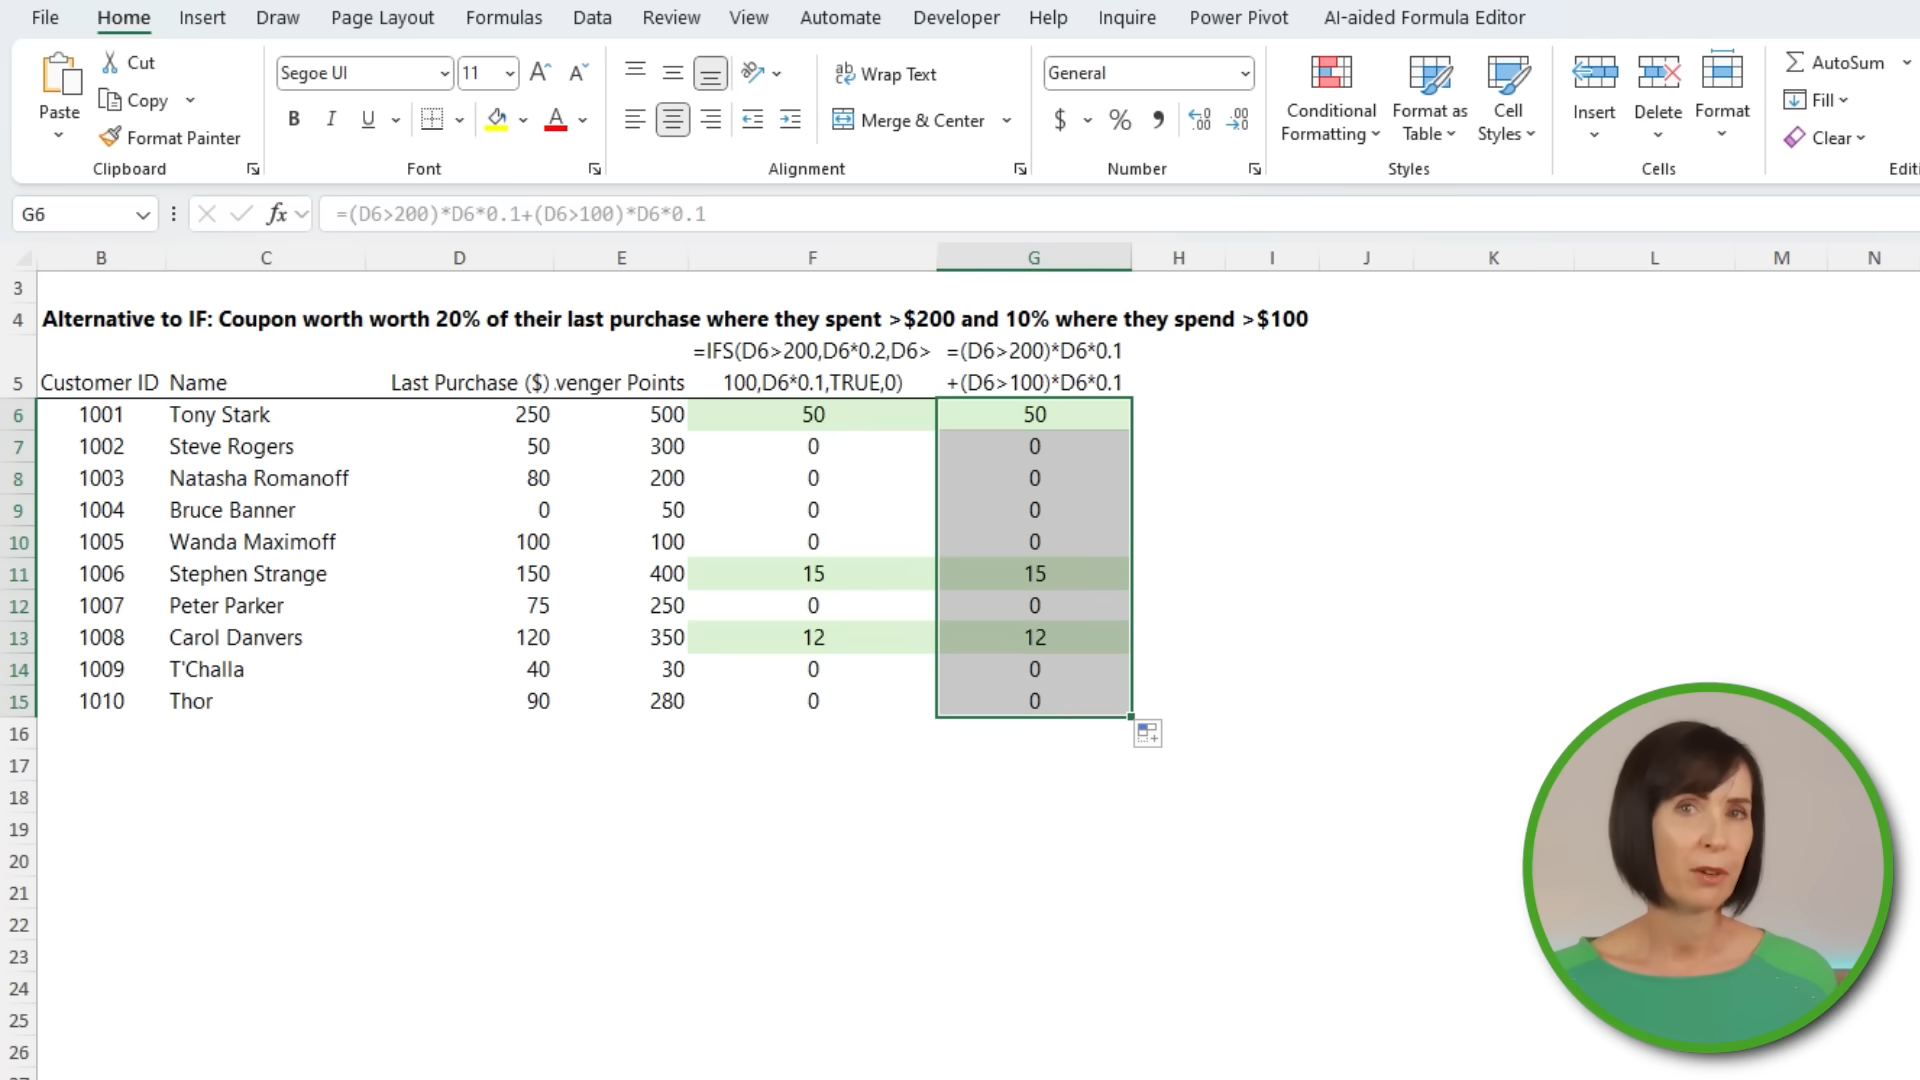 File Home Insert Draw Page Layout Formulas Data Review View Automate Developer Help Inquire Power Pivot AI-aided Formula Editor
Paste
Cut
Copy
Format Painter
Clipboard
Segoe UI 11
B I U
Font
Wrap Text
Merge & Center
Alignment
General
$ % ,
Number
Conditional Formatting
Format as Table
Cell Styles
Styles
Insert Delete Format
Cells
AutoSum
Fill
Clear
Editi
G6 fx =(D6>200)*D6*0.1+(D6>100)*D6*0.1
B C D E F G H I J K L M N
3
4 Alternative to IF: Coupon worth worth 20% of their last purchase where they spent >$200 and 10% where they spend >$100
=IFS(D6>200,D6*0.2,D6> =(D6>200)*D6*0.1
5 Customer ID Name Last Purchase ($) venger Points 100,D6*0.1,TRUE,0) +(D6>100)*D6*0.1
6 1001 Tony Stark 250 500 50 50
7 1002 Steve Rogers 50 300 0 0
8 1003 Natasha Romanoff 80 200 0 0
9 1004 Bruce Banner 0 50 0 0
10 1005 Wanda Maximoff 100 100 0 0
11 1006 Stephen Strange 150 400 15 15
12 1007 Peter Parker 75 250 0 0
13 1008 Carol Danvers 120 350 12 12
14 1009 T'Challa 40 30 0 0
15 1010 Thor 90 280 0 0
16
17
18
19
20
21
22
23
24
25
26